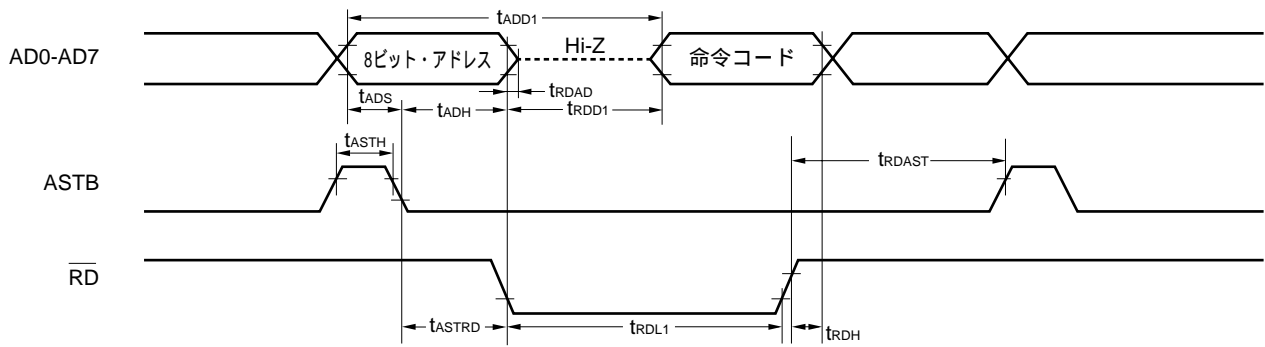 tADD1
AD0-AD7
8ビット・アドレス
Hi-Z
命令コード
tADS
tADH
tRDAD
tRDD1
tASTH
tRDAST
ASTB
RD
tASTRD
tRDL1
tRDH